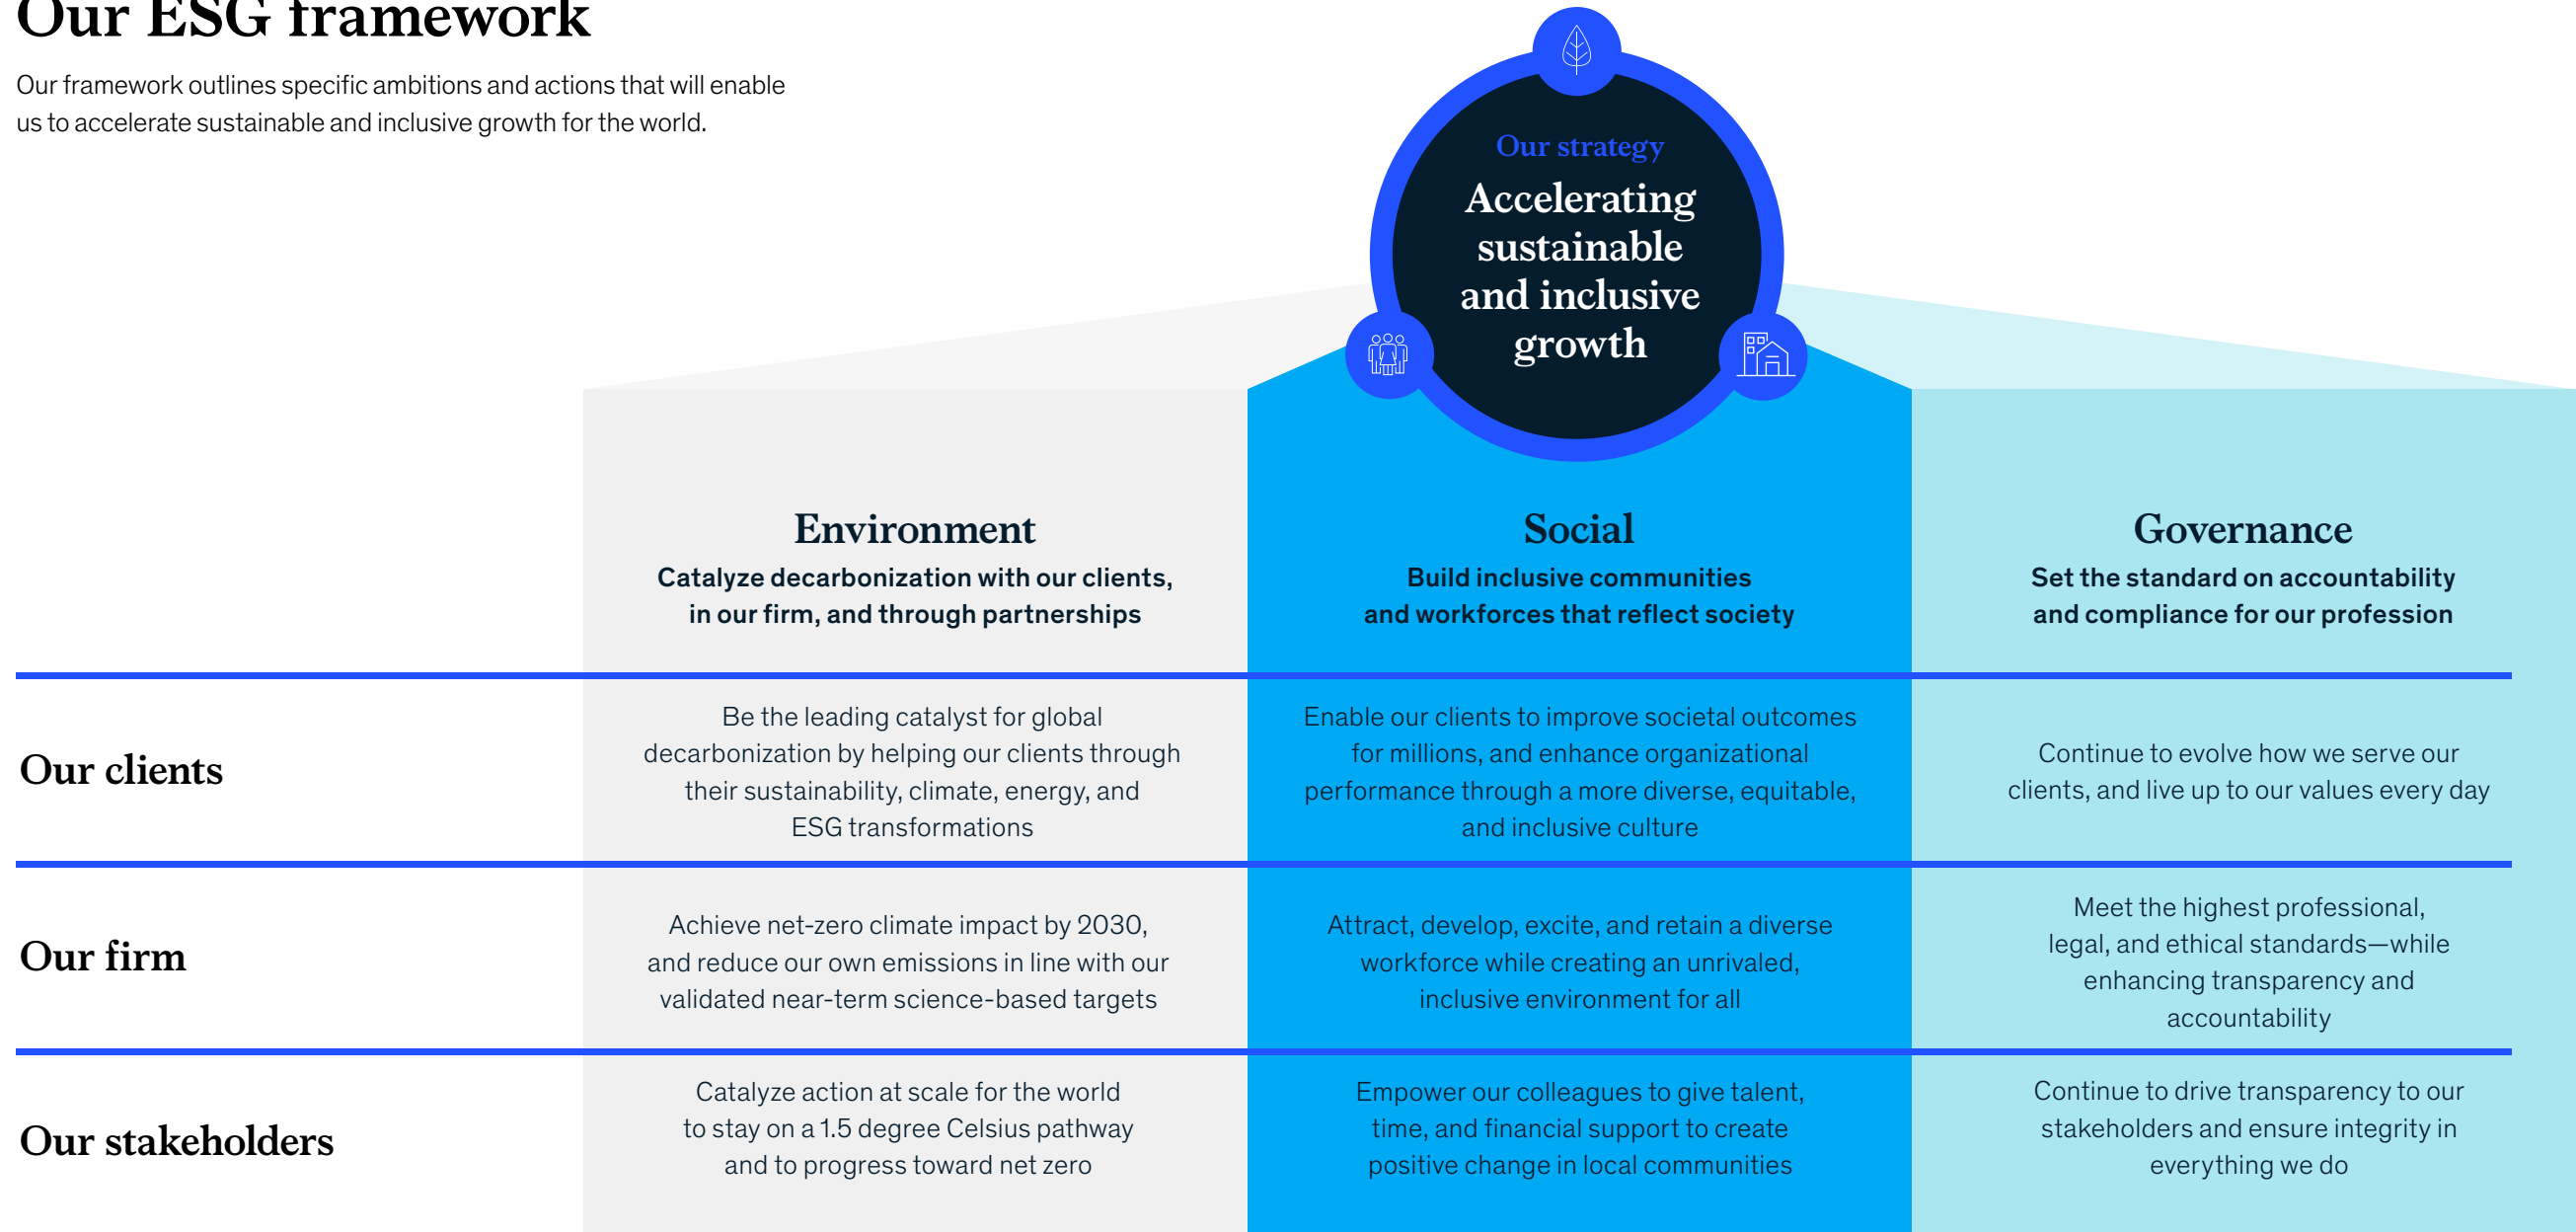 Our ESG framework
Our framework outlines specific ambitions and actions that will enable
us to accelerate sustainable and inclusive growth for the world.
Our strategy
Accelerating
sustainable
and inclusive
growth
Environment
Catalyze decarbonization with our clients,
in our firm, and through partnerships
Social
Build inclusive communities
and workforces that reflect society
Governance
Set the standard on accountability
and compliance for our profession
Our clients
Be the leading catalyst for global
decarbonization by helping our clients through
their sustainability, climate, energy, and
ESG transformations
Enable our clients to improve societal outcomes
for millions, and enhance organizational
performance through a more diverse, equitable,
and inclusive culture
Continue to evolve how we serve our
clients, and live up to our values every day
Our firm
Achieve net-zero climate impact by 2030,
and reduce our own emissions in line with our
validated near-term science-based targets
Attract, develop, excite, and retain a diverse
workforce while creating an unrivaled,
inclusive environment for all
Meet the highest professional,
legal, and ethical standards—while
enhancing transparency and
accountability
Our stakeholders
Catalyze action at scale for the world
to stay on a 1.5 degree Celsius pathway
and to progress toward net zero
Empower our colleagues to give talent,
time, and financial support to create
positive change in local communities
Continue to drive transparency to our
stakeholders and ensure integrity in
everything we do